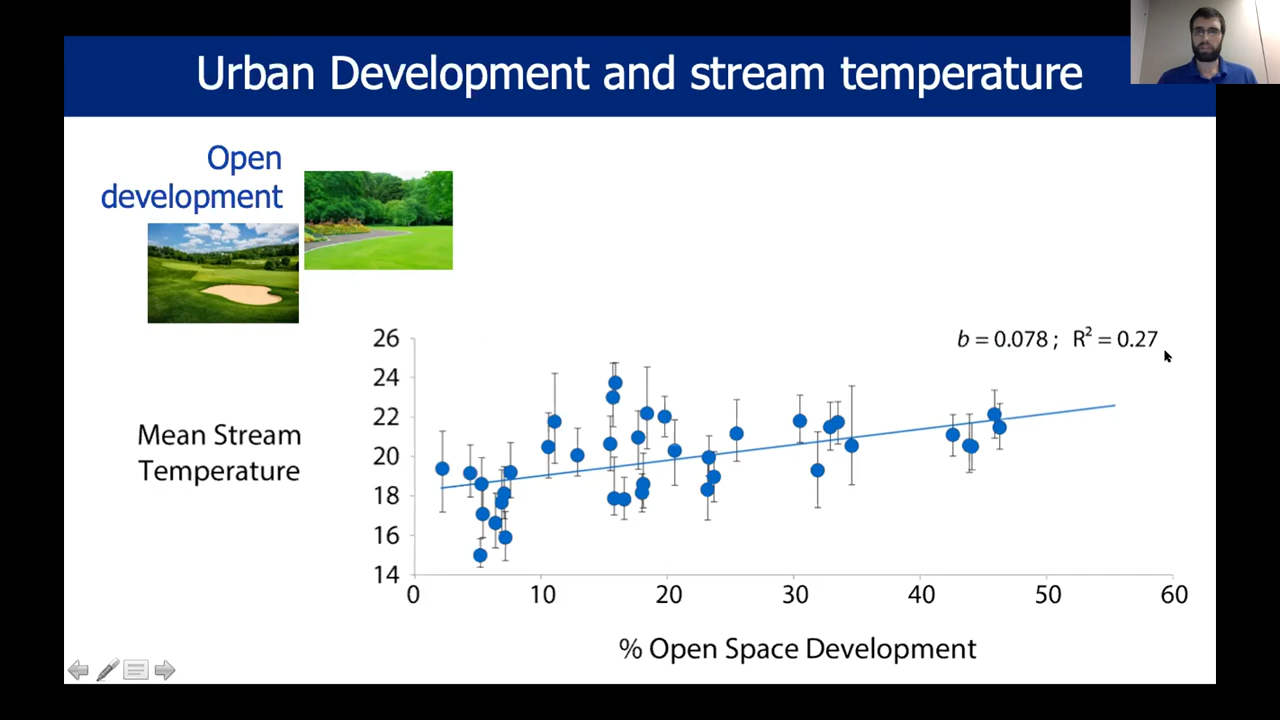 Urban Development and stream temperature
Open
development
26
24
22
20
18
16
14
b = 0.078 ; R² = 0.27
Mean Stream
Temperature
0 10 20 30 40 50 60
% Open Space Development